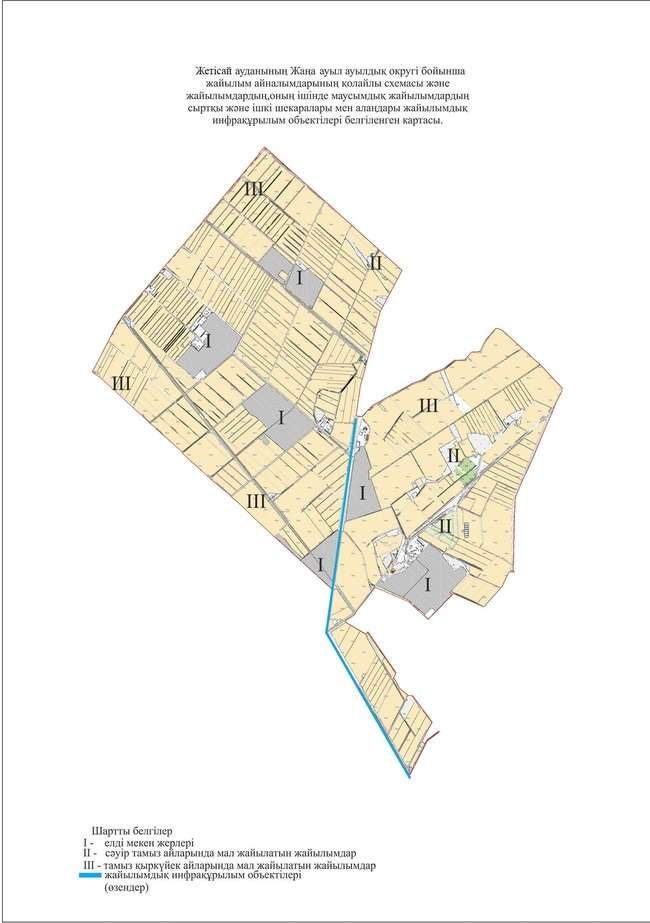 Жетісай ауданының Жаңа ауыл ауылдық округі бойынша
жайылым айналымдарының қолайлы схемасы және
жайылымдардың,оның ішінде маусымдық жайылымдардың
сыртқы және ішкі шекаралары мен алаңдары жайылымдық
инфрақұрылым объектілері белгіленген картасы.
III
II
I
I
III
III
I
II
III
I
II
I
I
Шартты белгілер
I - елді мекен жерлері
II - сәуір тамыз айларында мал жайылатын жайылымдар
III - тамыз қыркүйек айларында мал жайылатын жайылымдар
жайылымдық инфрақұрылым объектілері
(өзендер)